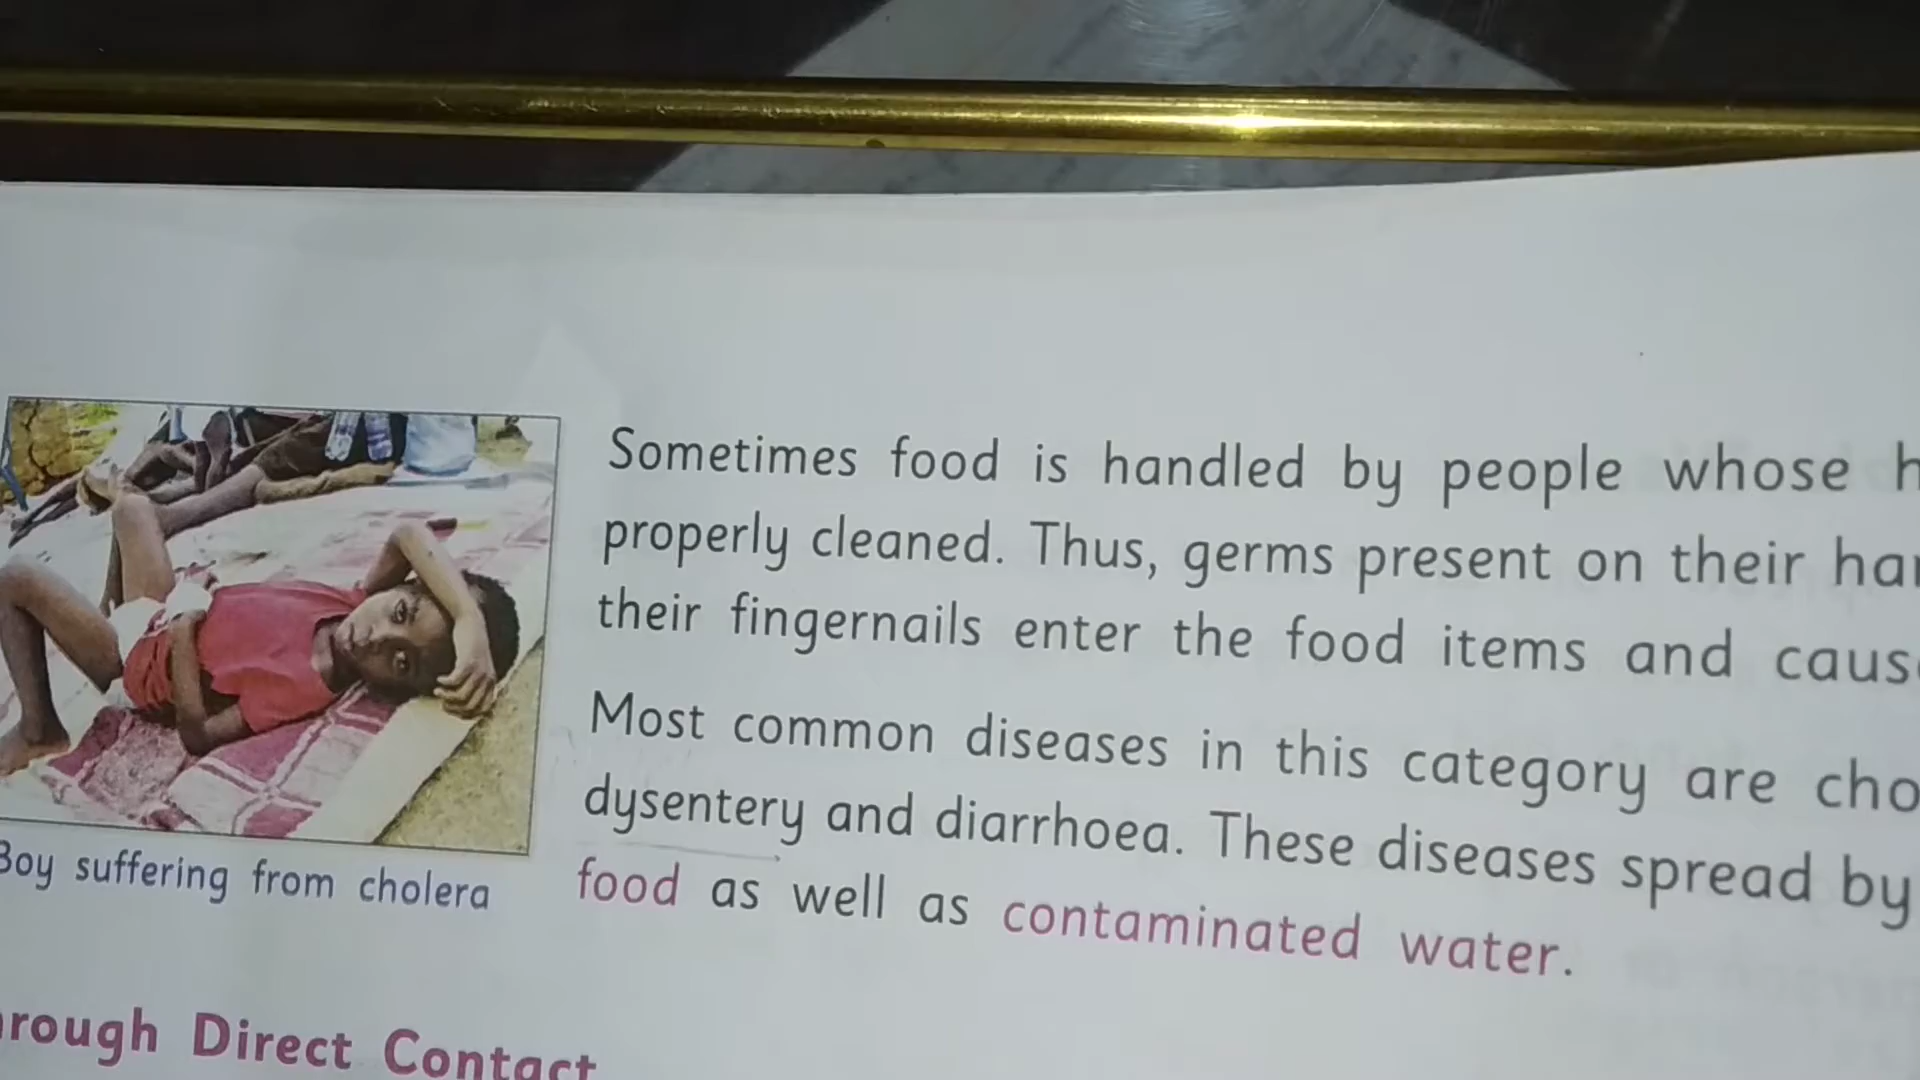 Sometimes food is handled by people whose
properly cleaned. Thus, germs present on their
their fingernails enter the food items and
Most common diseases in this category are
dysentery and diarrhoea. These diseases spread by
food as well as contaminated water.
Boy suffering from cholera
Direct Contact